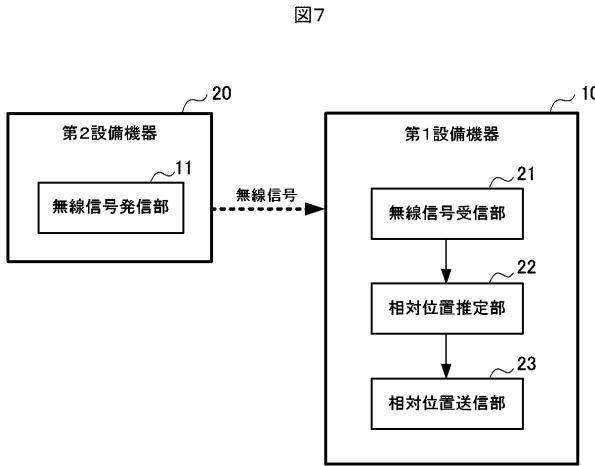 図7
20
第2設備機器
11
無線信号発信部
無線信号
10
第1設備機器
21
無線信号受信部
22
相対位置推定部
23
相対位置送信部